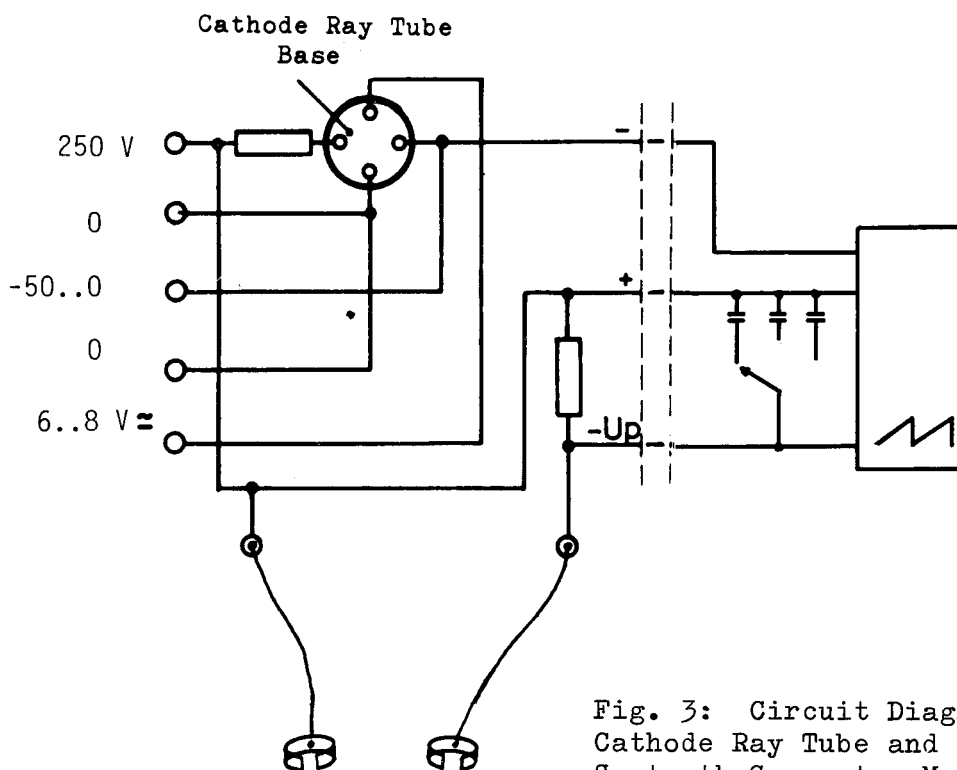 Cathode Ray Tube
Base
250 V
0
-50..0
0
6..8 V ≂
-
+
-Up
Fig. 3: Circuit Diag
Cathode Ray Tube and